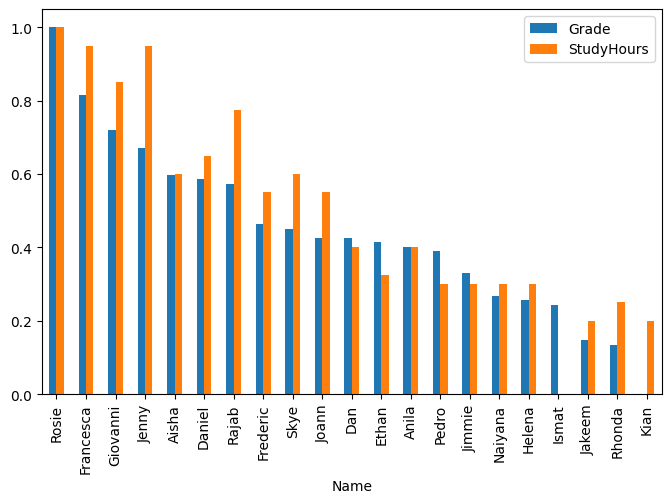 Grade
StudyHours
1.0
0.8
0.6
0.4
0.2
0.0
Rosie
Francesca
Giovanni
Jenny
Aisha
Daniel
Rajab
Frederic
Skye
Joann
Dan
Ethan
Anila
Pedro
Jimmie
Naiyana
Helena
Ismat
Jakeem
Rhonda
Kian
Name